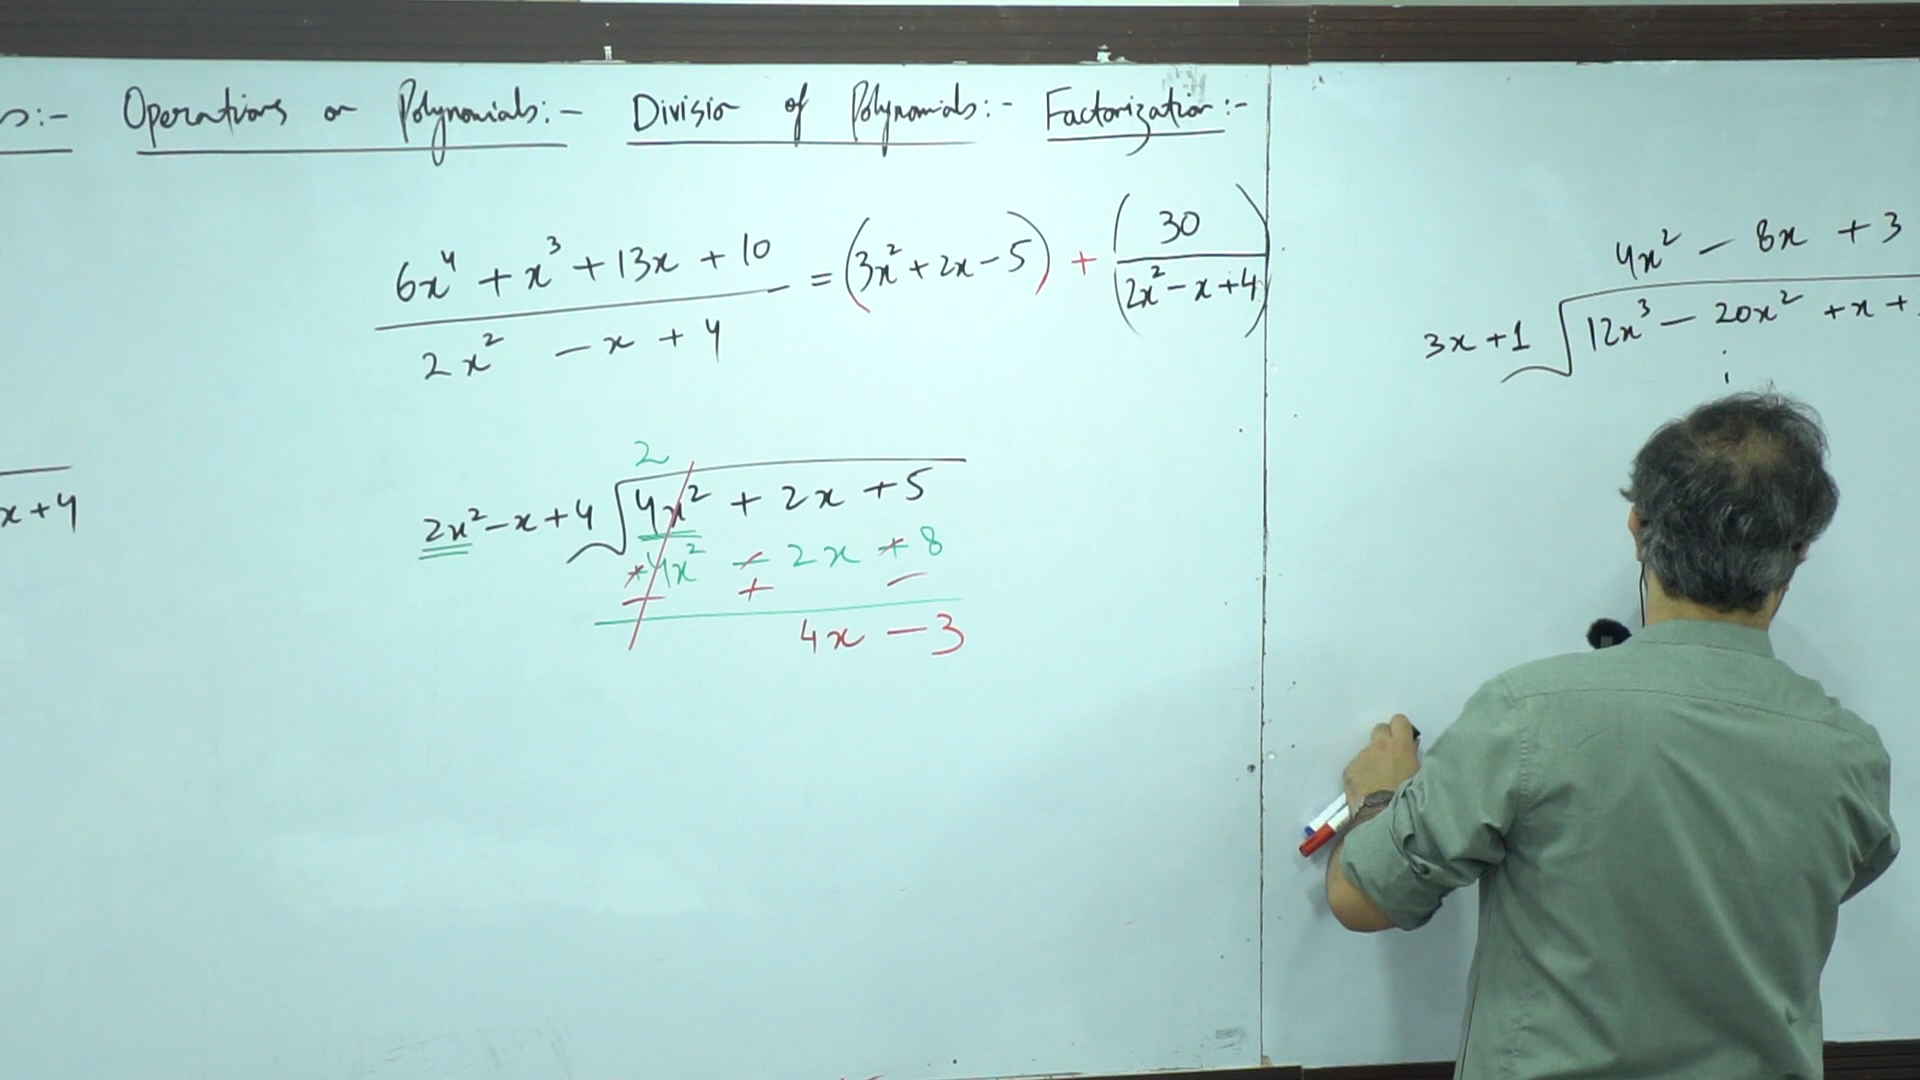 :- Operations on Polynomials:- Division of Polynomials:- Factorization:-
6x⁴ + x³ + 13x + 10 / 2x² - x + 4 = (3x² + 2x - 5) + (30 / 2x² - x + 4)
4x² - 8x + 3
3x + 1 √ 12x³ - 20x² + x +
x + 4
2
2x² - x + 4 √ 4x² + 2x + 5
+4x² - 2x + 8
- + -
4x - 3